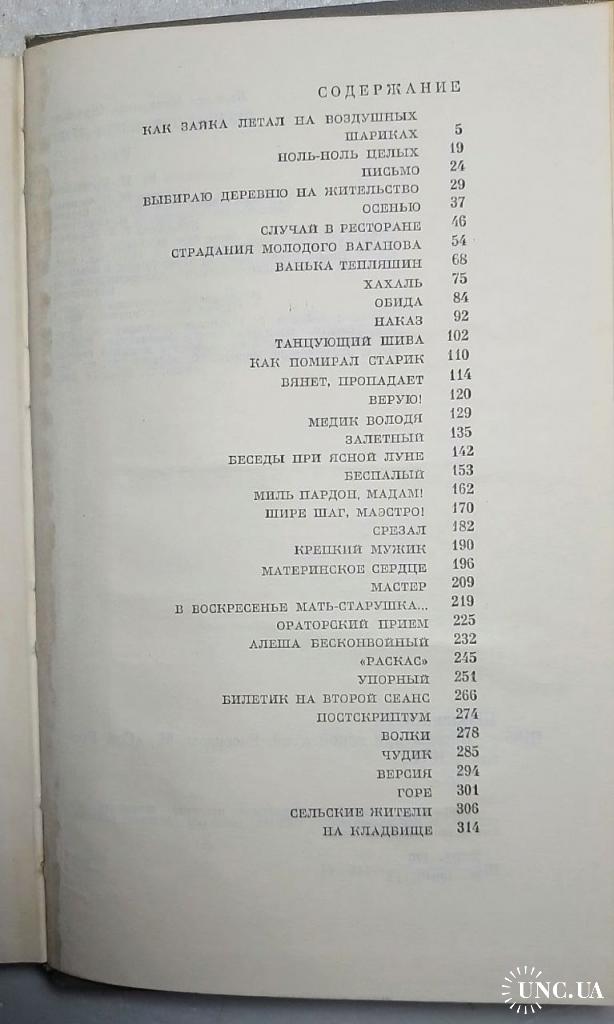 СОДЕРЖАНИЕ
КАК ЗАЙКА ЛЕТАЛ НА ВОЗДУШНЫХ
ШАРИКАХ 5
НОЛЬ-НОЛЬ ЦЕЛЫХ 19
ПИСЬМО 24
ВЫБИРАЮ ДЕРЕВНЮ НА ЖИТЕЛЬСТВО 29
ОСЕНЬЮ 37
СЛУЧАЙ В РЕСТОРАНЕ 46
СТРАДАНИЯ МОЛОДОГО ВАГАНОВА 54
ВАНЬКА ТЕПЛЯШИН 68
ХАХАЛЬ 75
ОБИДА 84
НАКАЗ 92
ТАНЦУЮЩИЙ ШИВА 102
КАК ПОМИРАЛ СТАРИК 110
ВЯНЕТ, ПРОПАДАЕТ 114
ВЕРУЮ! 120
МЕДИК ВОЛОДЯ 129
ЗАЛЕТНЫЙ 135
БЕСЕДЫ ПРИ ЯСНОЙ ЛУНЕ 142
БЕСПАЛЫЙ 153
МИЛЬ ПАРДОН, МАДАМ! 162
ШИРЕ ШАГ, МАЭСТРО! 170
СРЕЗАЛ 182
КРЕПКИЙ МУЖИК 190
МАТЕРИНСКОЕ СЕРДЦЕ 196
МАСТЕР 209
В ВОСКРЕСЕНЬЕ МАТЬ-СТАРУШКА... 219
ОРАТОРСКИЙ ПРИЕМ 225
АЛЕША БЕСКОНВОЙНЫЙ 232
«РАСКАС» 245
УПОРНЫЙ 251
БИЛЕТИК НА ВТОРОЙ СЕАНС 266
ПОСТСКРИПТУМ 274
ВОЛКИ 278
ЧУДИК 285
ВЕРСИЯ 294
ГОРЕ 301
СЕЛЬСКИЕ ЖИТЕЛИ 306
НА КЛАДБИЩЕ 314
UNC.UA